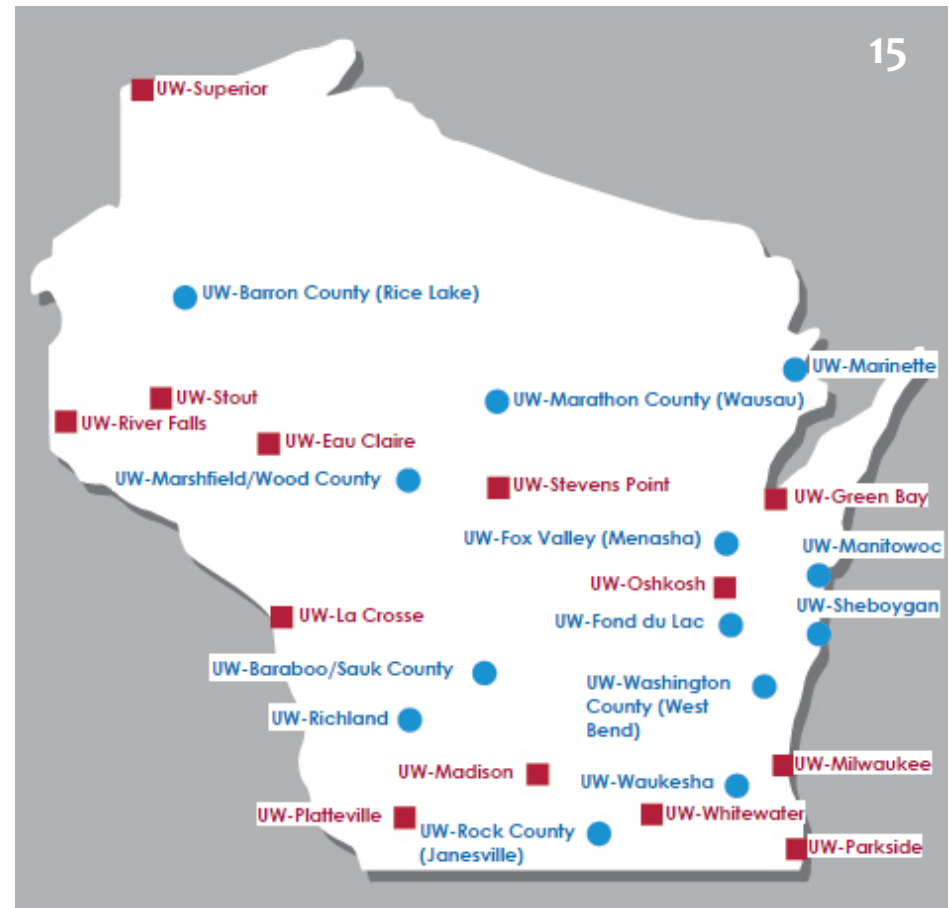 15
UW-Superior
UW-Barron County (Rice Lake)
UW-Marinette
UW-Stout
UW-Marathon County (Wausau)
UW-River Falls
UW-Eau Claire
UW-Marshfield/Wood County
UW-Stevens Point
UW-Green Bay
UW-Fox Valley (Menasha)
UW-Manitowoc
UW-Oshkosh
UW-Sheboygan
UW-La Crosse
UW-Fond du Lac
UW-Baraboo/Sauk County
UW-Washington
County (West
Bend)
UW-Richland
UW-Milwaukee
UW-Madison
UW-Waukesha
UW-Platteville
UW-Whitewater
UW-Rock County
(Janesville)
UW-Parkside